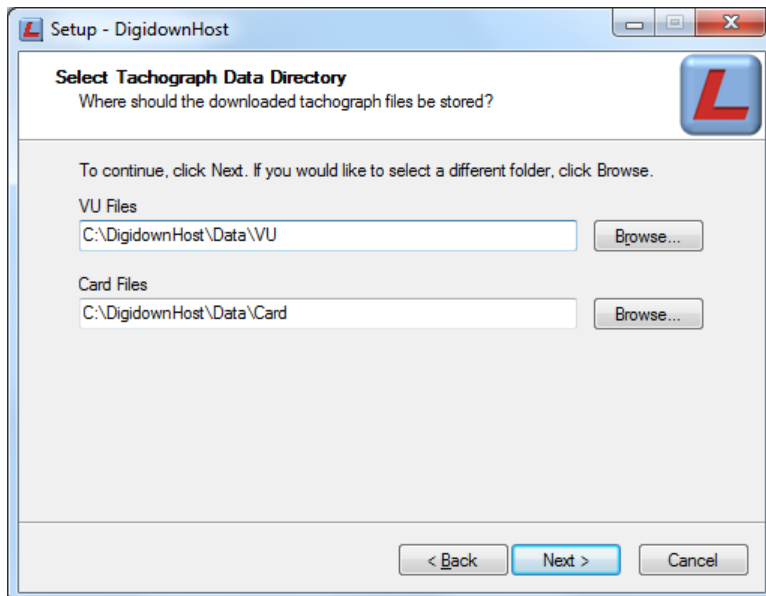 Setup - DigidownHost
Select Tachograph Data Directory
Where should the downloaded tachograph files be stored?
L
To continue, click Next. If you would like to select a different folder, click Browse.
VU Files
C:\DigidownHost\Data\VU
Browse...
Card Files
C:\DigidownHost\Data\Card
Browse...
< Back
Next >
Cancel